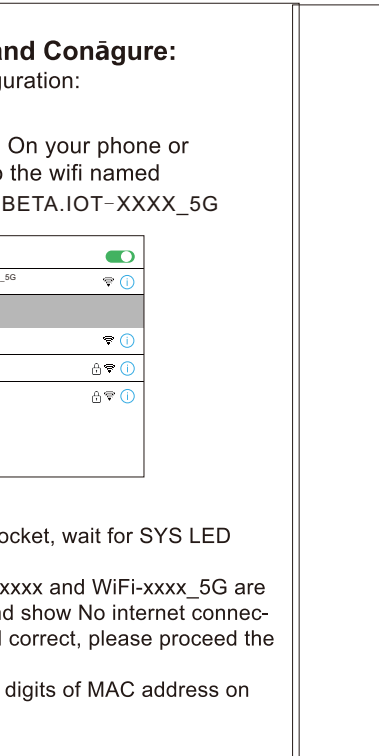 and Conāgure:
guration:
. On your phone or
o the wifi named
BETA.IOT-XXXX_5G
_5G
ocket, wait for SYS LED
xxxx and WiFi-xxxx_5G are
nd show No internet connec-
d correct, please proceed the
digits of MAC address on